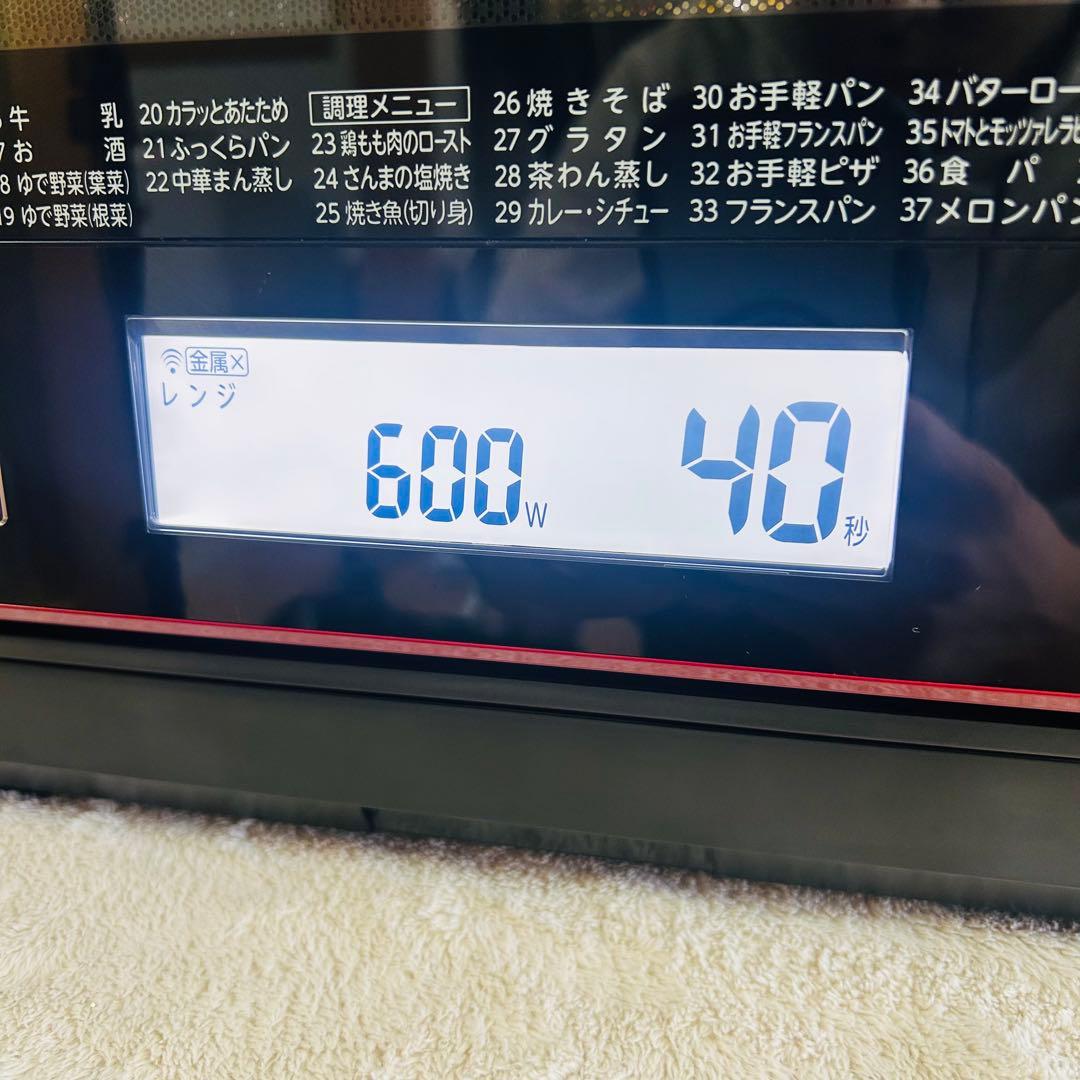 牛乳 20 カラッとあたため 調理メニュー 26 焼きそば 30 お手軽パン 34 バターロー
お酒 21 ふっくらパン 23 鶏もも肉のロースト 27 グラタン 31 お手軽フランスパン 35 トマトとモッツァレラ
8 ゆで野菜(葉菜) 22 中華まん蒸し 24 さんまの塩焼き 28 茶わん蒸し 32 お手軽ピザ 36 食パ
19 ゆで野菜(根菜) 25 焼き魚(切り身) 29 カレー・シチュー 33 フランスパン 37 メロンパン
金属×
レンジ
600W 40秒